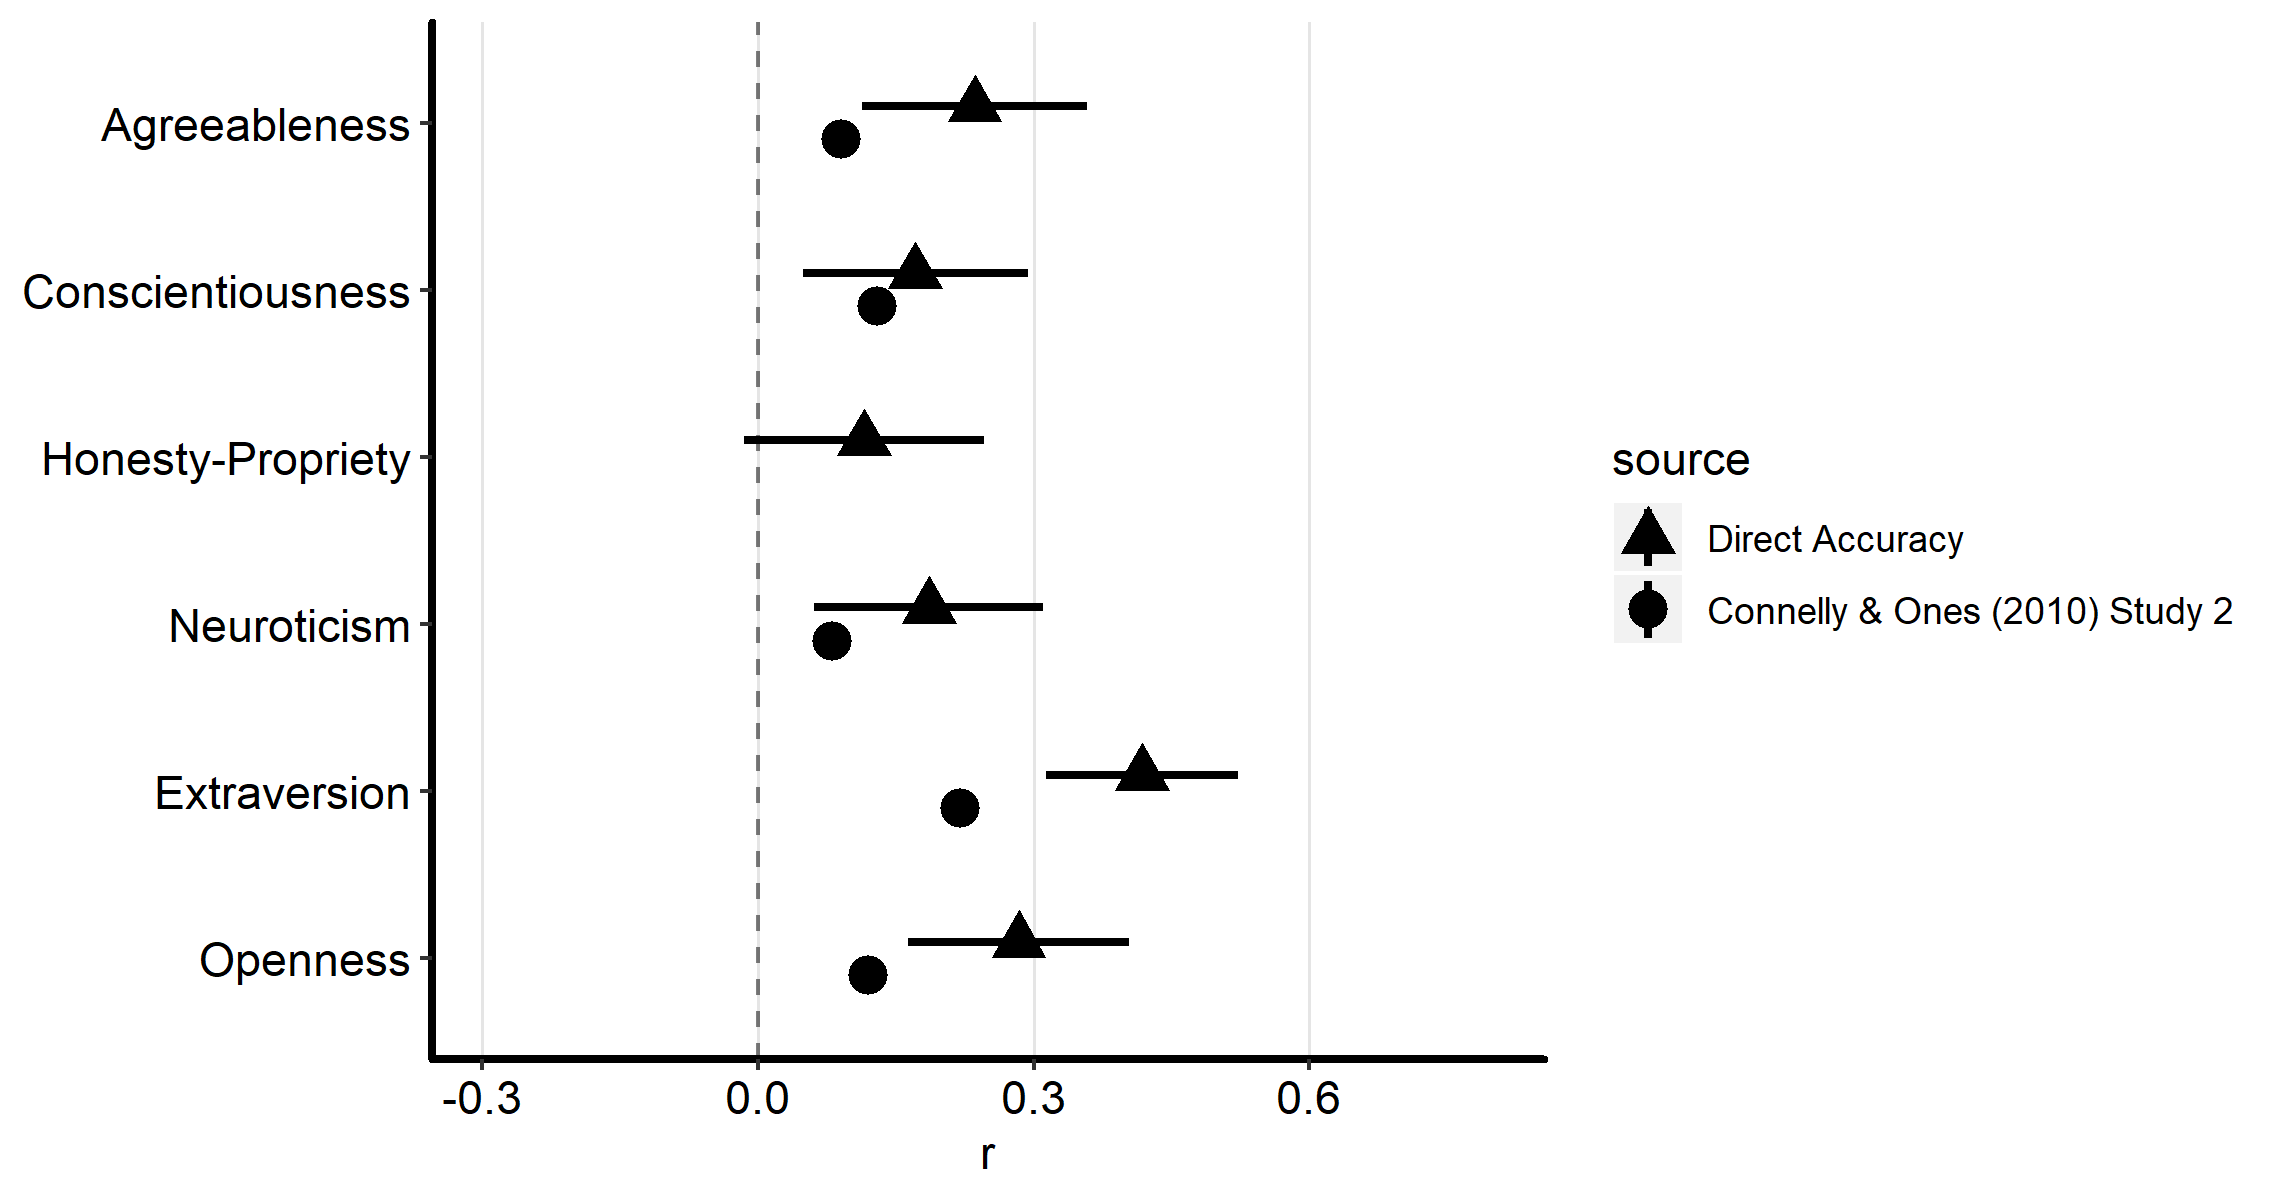 Agreeableness
Conscientiousness
Honesty-Propriety
Neuroticism
Extraversion
Openness
-0.3 0.0 0.3 0.6
r
source
Direct Accuracy
Connelly & Ones (2010) Study 2